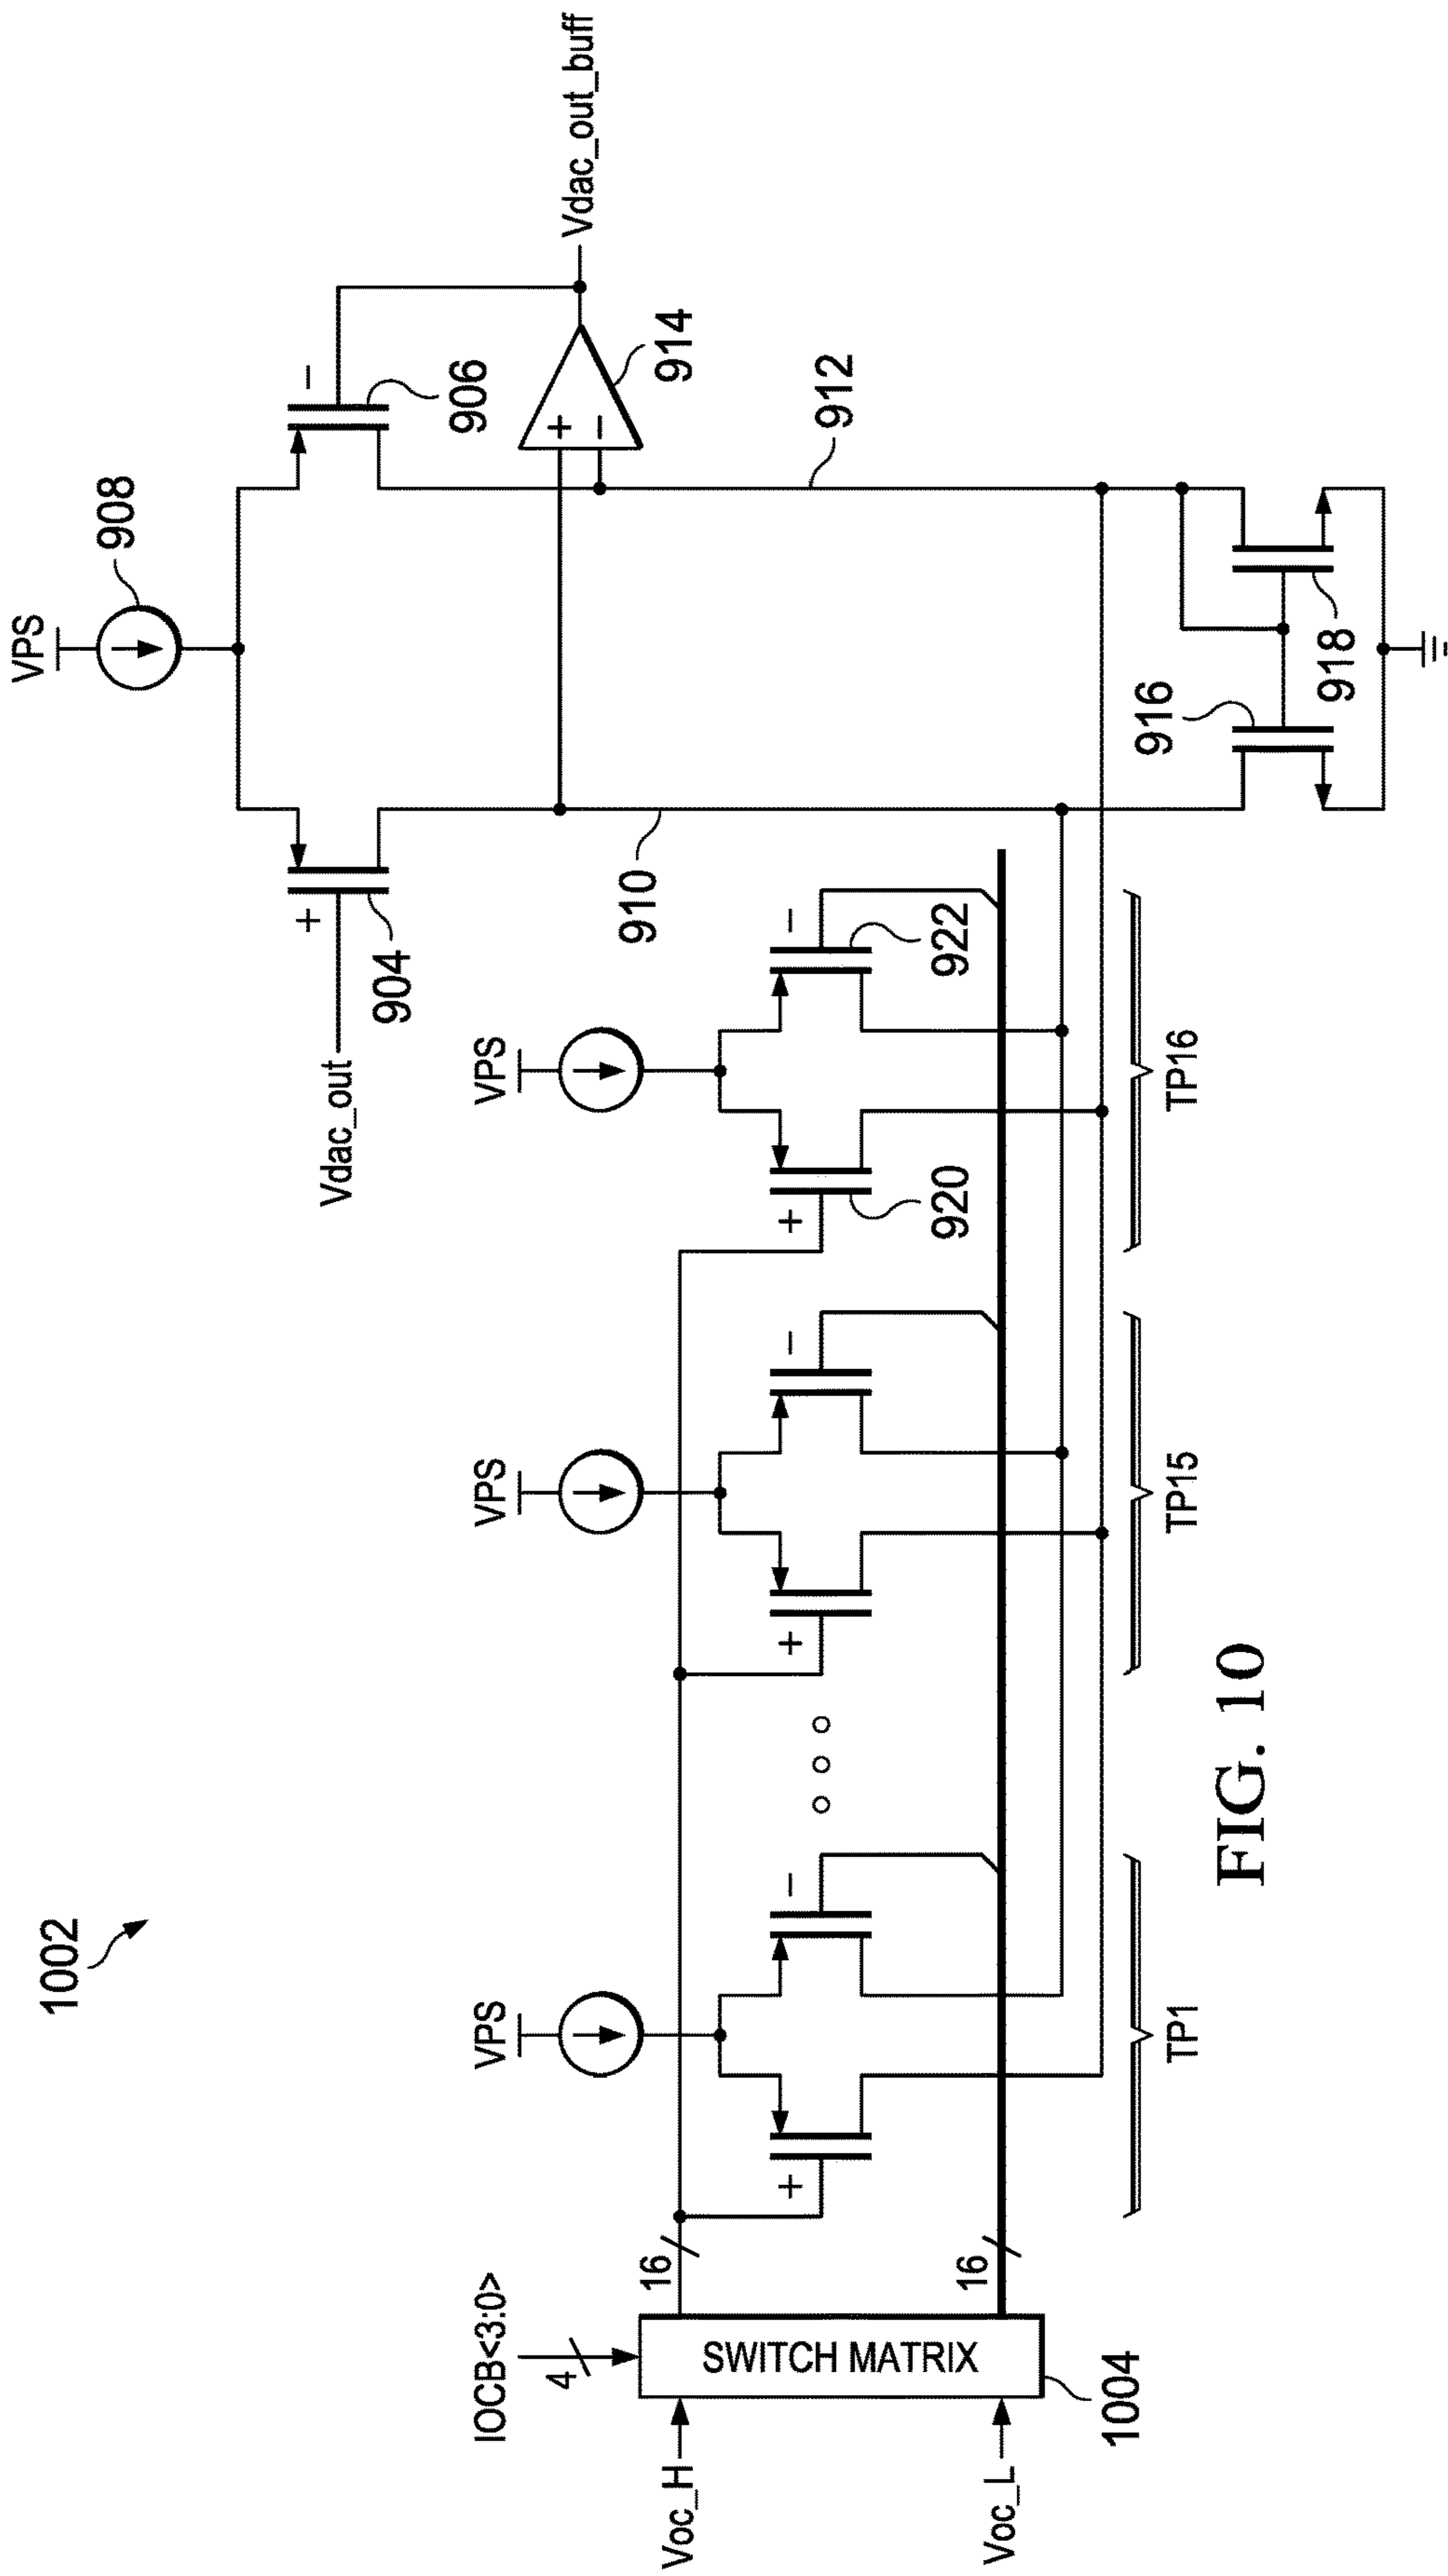 1002
IOCB<3:0>
4
Voc_H
Voc_L
SWITCH MATRIX
1004
16
16
VPS
+
−
TP1
VPS
+
−
TP15
VPS
+
−
920
922
TP16
Vdac_out
+
904
VPS
908
−
906
+
−
914
Vdac_out_buff
910
912
916
918
FIG. 10